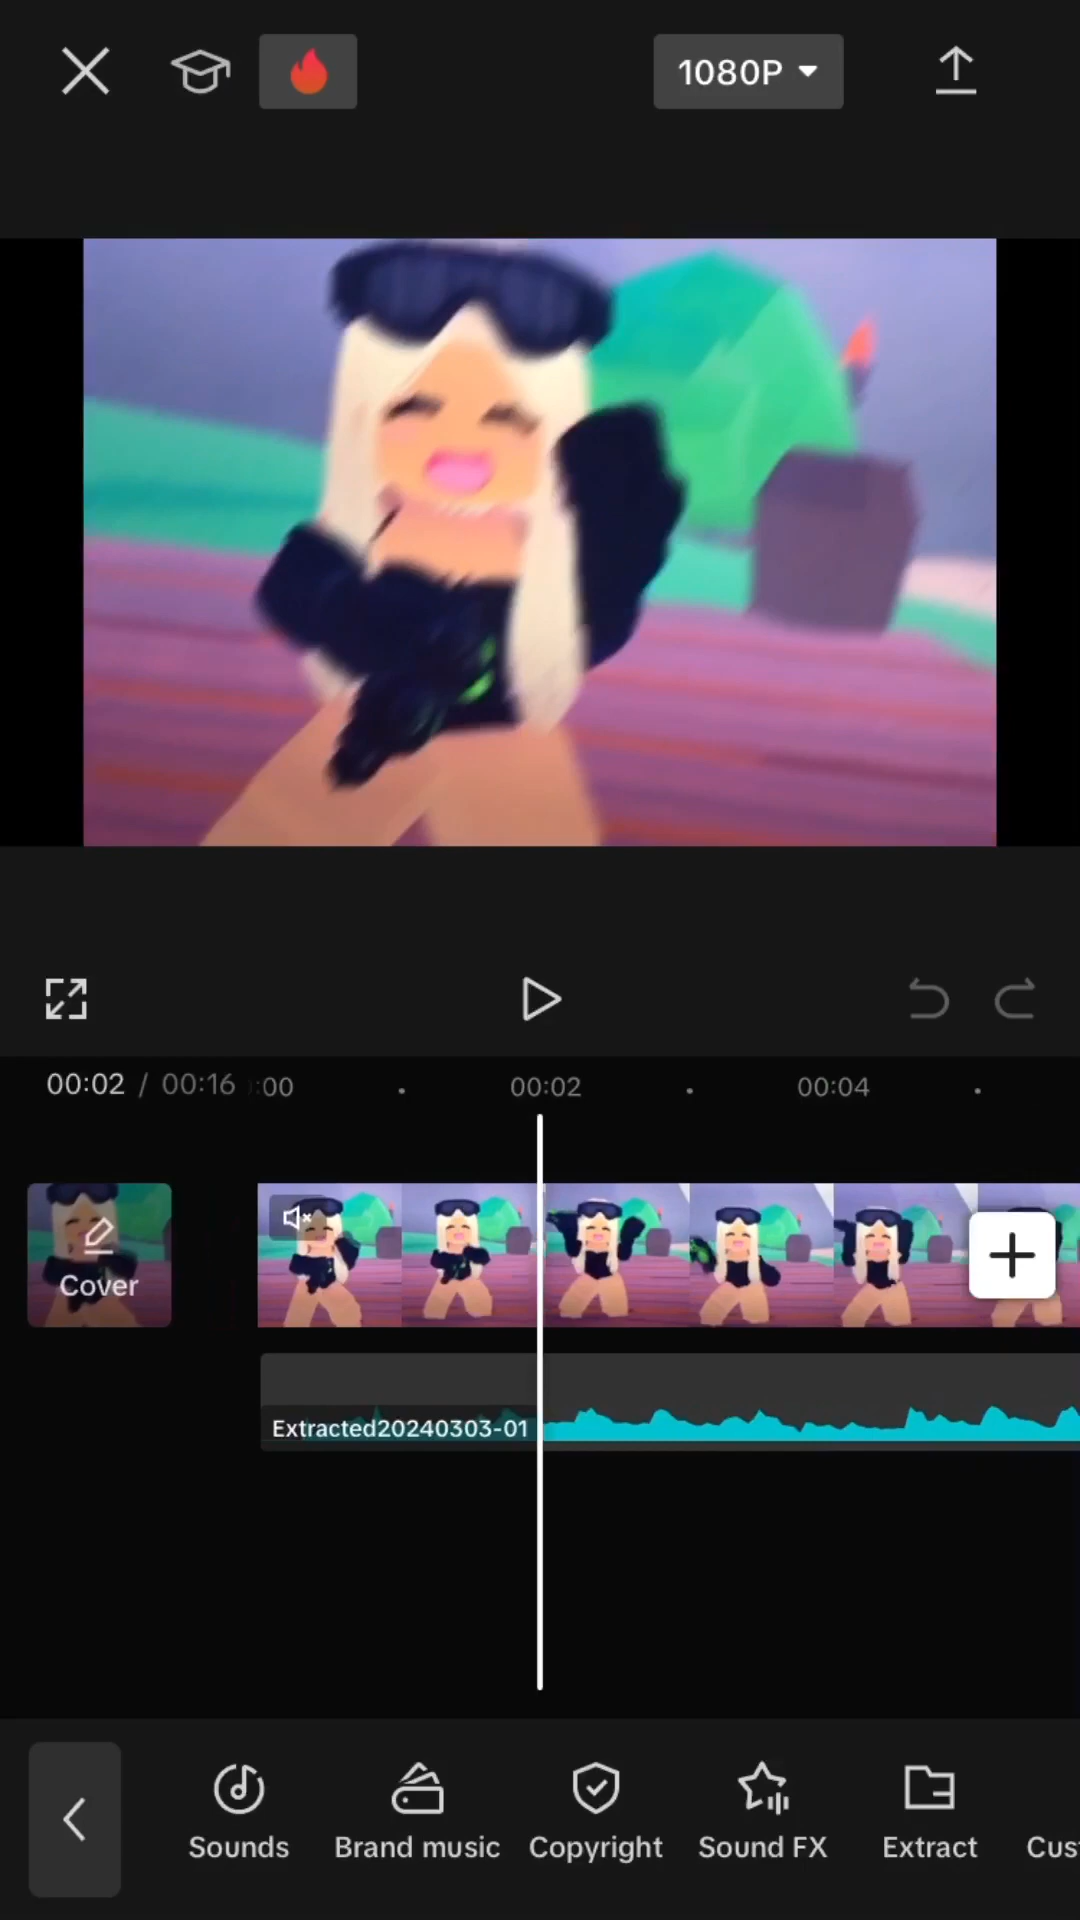 1080P
00:02 / 00:16 :00 00:02 00:04
Cover
Extracted20240303-01
Sounds Brand music Copyright Sound FX Extract Cus